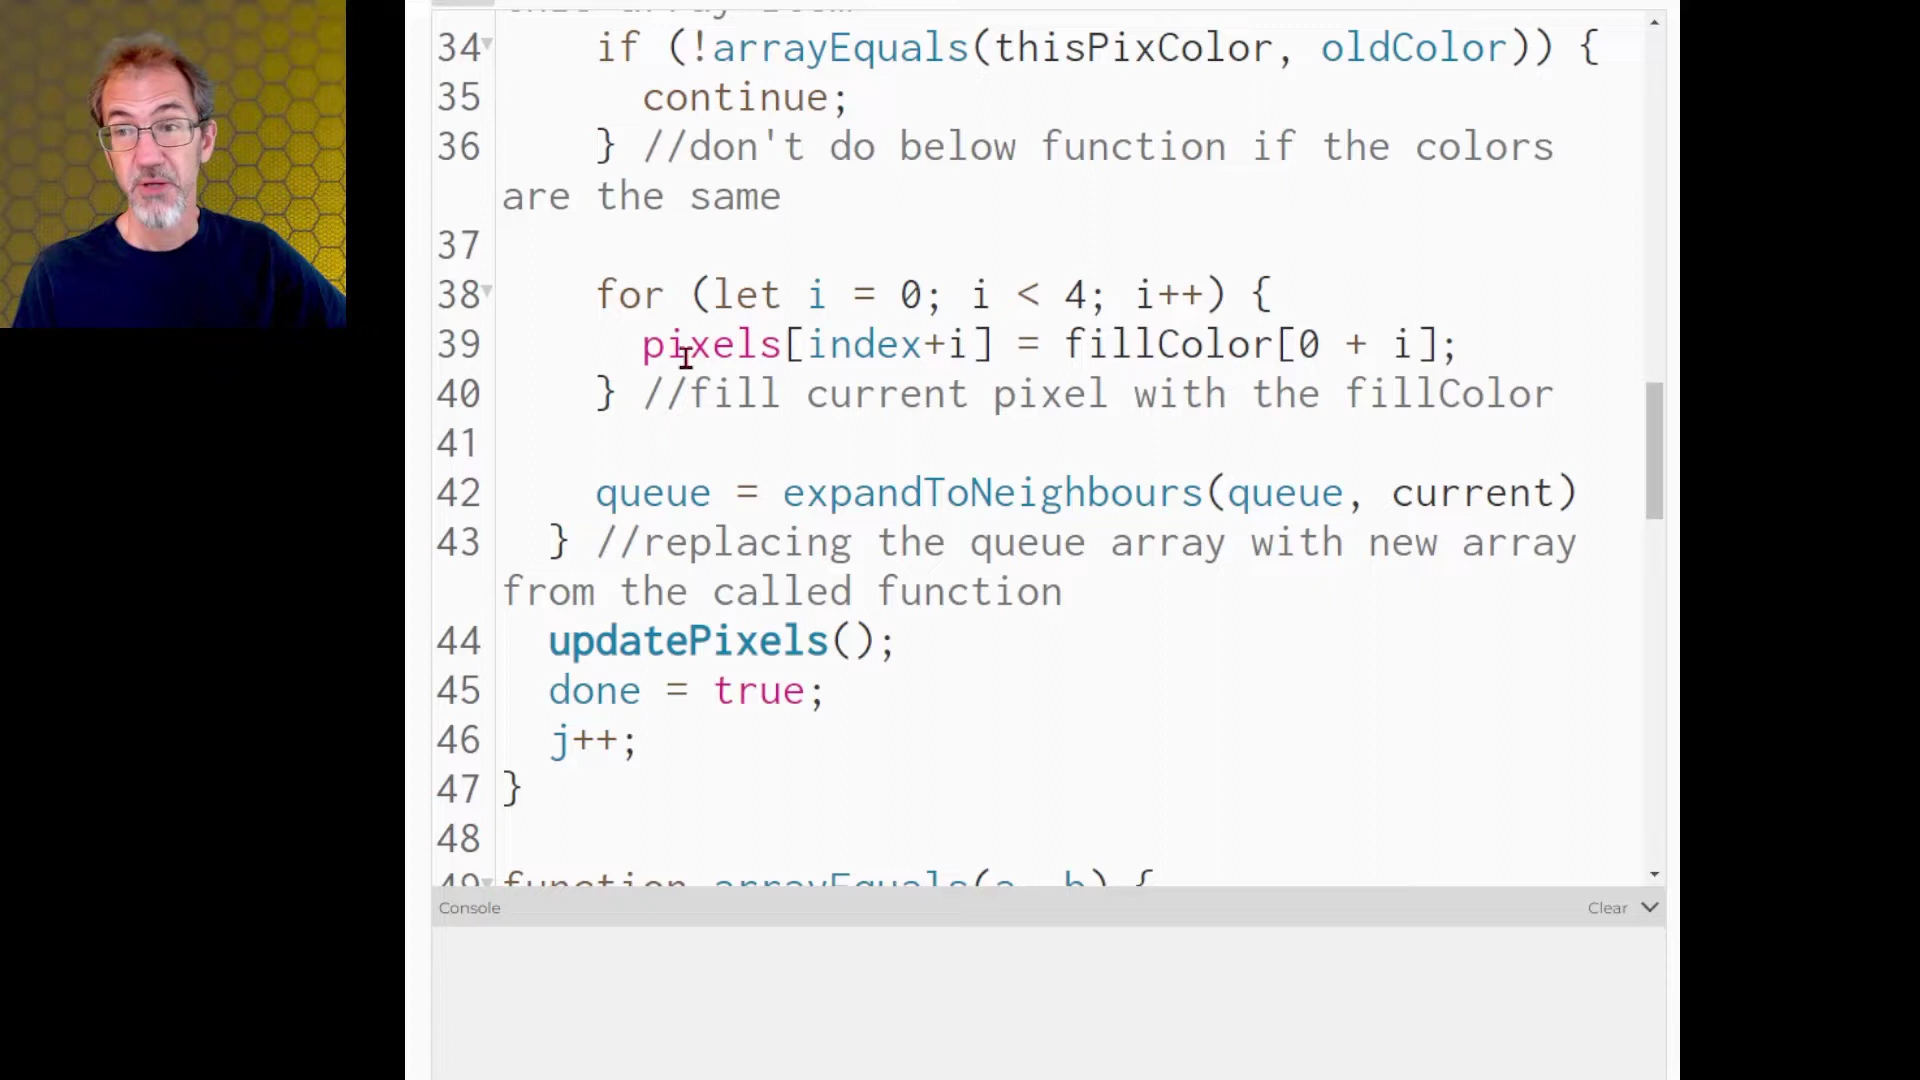 34 if (!arrayEquals(thisPixColor, oldColor)) {
35 continue;
36 } //don't do below function if the colors
are the same
37
38 for (let i = 0; i < 4; i++) {
39 pixels[index+i] = fillColor[0 + i];
40 } //fill current pixel with the fillColor
41
42 queue = expandToNeighbours(queue, current)
43 } //replacing the queue array with new array
from the called function
44 updatePixels();
45 done = true;
46 j++;
47 }
48
49 function arrayEquals(a, b) {
Console
Clear